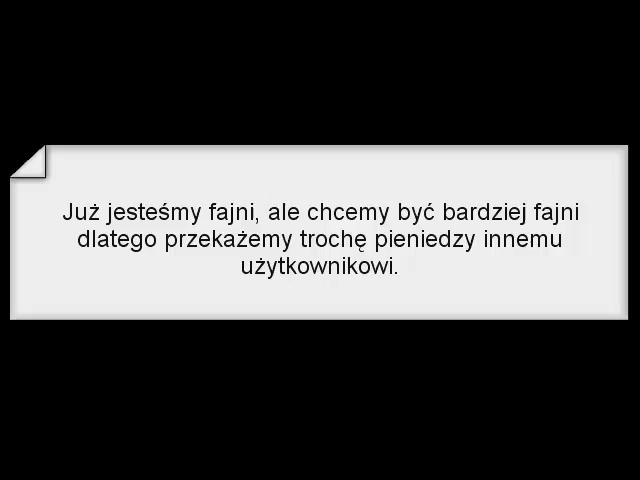 Już jesteśmy fajni, ale chcemy być bardziej fajni
dlatego przekażemy trochę pieniedzy innemu
użytkownikowi.